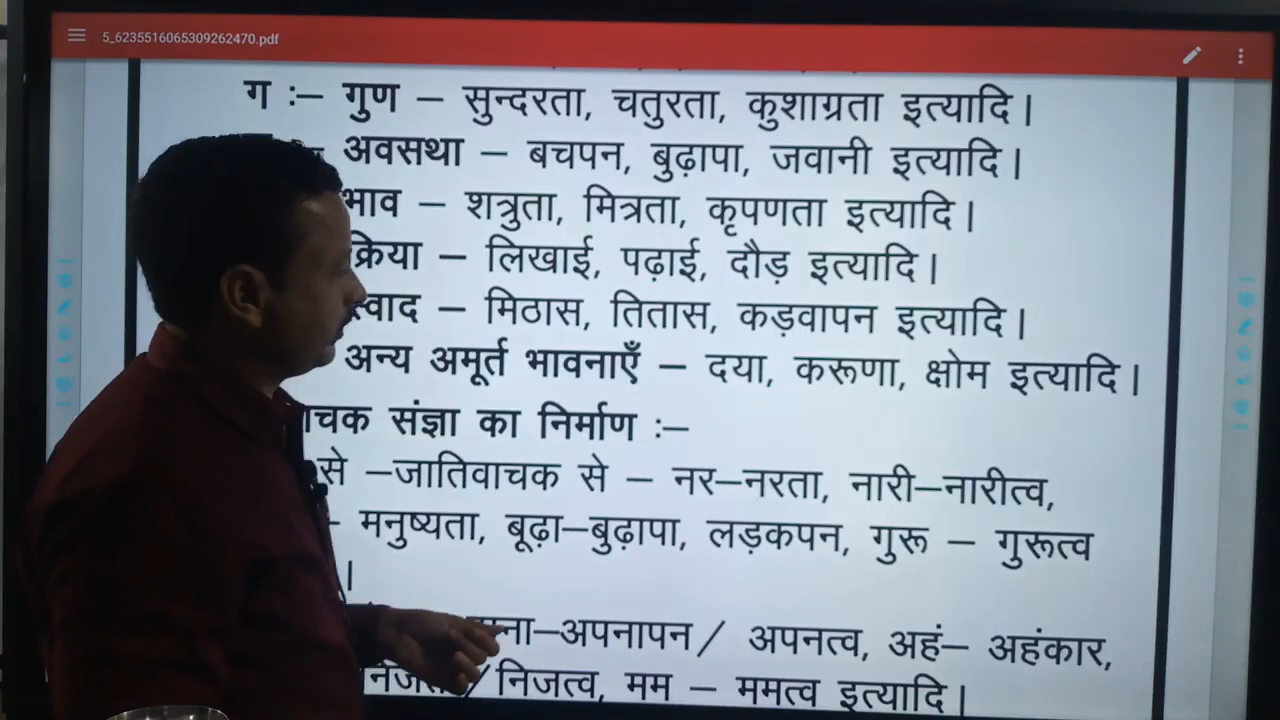 5_6235516065309262470.pdf
ग :– गुण – सुन्दरता, चतुरता, कुशाग्रता इत्यादि।
– अवसथा – बचपन, बुढ़ापा, जवानी इत्यादि।
भाव – शत्रुता, मित्रता, कृपणता इत्यादि।
क्रिया – लिखाई, पढ़ाई, दौड़ इत्यादि।
स्वाद – मिठास, तितास, कड़वापन इत्यादि।
अन्य अमूर्त भावनाएँ – दया, करूणा, क्षोम इत्यादि।
चक संज्ञा का निर्माण :–
से –जातिवाचक से – नर–नरता, नारी–नारीत्व,
– मनुष्यता, बूढ़ा–बुढ़ापा, लड़कपन, गुरू – गुरूत्व
।
ना–अपनापन/ अपनत्व, अहं– अहंकार,
/निजत्व, मम – ममत्व इत्यादि।